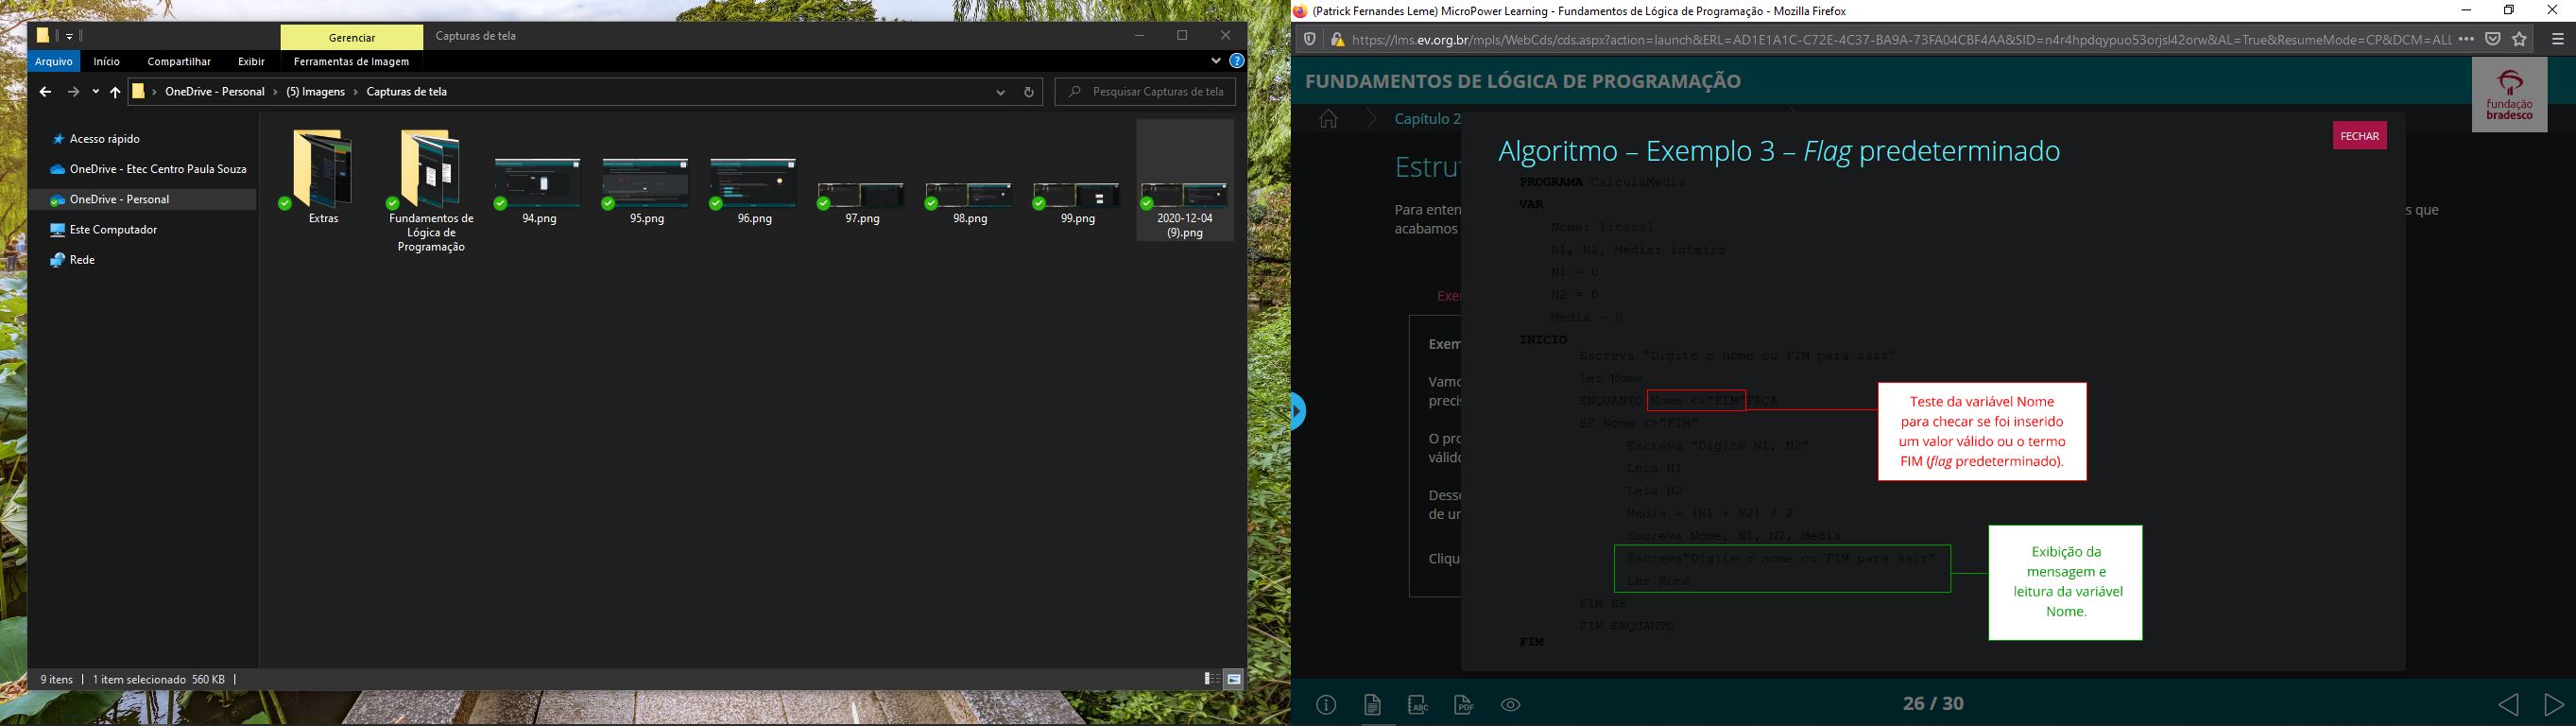 Gerenciar
Capturas de tela
Arquivo
Início
Compartilhar
Exibir
Ferramentas de Imagem
OneDrive - Personal
(5) Imagens
Capturas de tela
Pesquisar Capturas de tela
Acesso rápido
OneDrive - Etec Centro Paula Souza
OneDrive - Personal
Este Computador
Rede
Extras
Fundamentos de
Lógica de
Programação
94.png
95.png
96.png
97.png
98.png
99.png
2020-12-04
(9).png
9 itens
1 item selecionado 560 KB
(Patrick Fernandes Leme) MicroPower Learning - Fundamentos de Lógica de Programação - Mozilla Firefox
https://lms.ev.org.br/mpls/WebCds/cds.aspx?action=launch&ERL=AD1E1A1C-C72E-4C37-BA9A-73FA04CBF4AA&SID=n4r4hpdqypuo53orjsl42orw&AL=True&ResumeMode=CP&DCM=ALL
FUNDAMENTOS DE LÓGICA DE PROGRAMAÇÃO
fundação
bradesco
Capítulo 2
Estru
Para enten
s que
acabamos
Exe
Exem
Vamo
preci
O pro
válido
Desse
de un
Cliqu
FECHAR
Algoritmo – Exemplo 3 – Flag predeterminado
PROGRAMA CalculaMedia
VAR
Nome: literal
N1, N2, Media: inteiro
N1 = 0
N2 = 0
Media = 0
INICIO
Escreva "Digite o nome ou FIM para sair"
Ler Nome
ENQUANTO Nome <>"FIM"FAÇA
SE Nome <>"FIM"
Escreva "Digite N1, N2"
Leia N1
Leia N2
Media = (N1 + N2) / 2
Escreva Nome, N1, N2, Media
Escreva"Digite o nome ou FIM para sair"
Ler Nome
FIM SE
FIM ENQUANTO
FIM
Teste da variável Nome
para checar se foi inserido
um valor válido ou o termo
FIM (flag predeterminado).
Exibição da
mensagem e
leitura da variável
Nome.
ABC
PDF
26 / 30